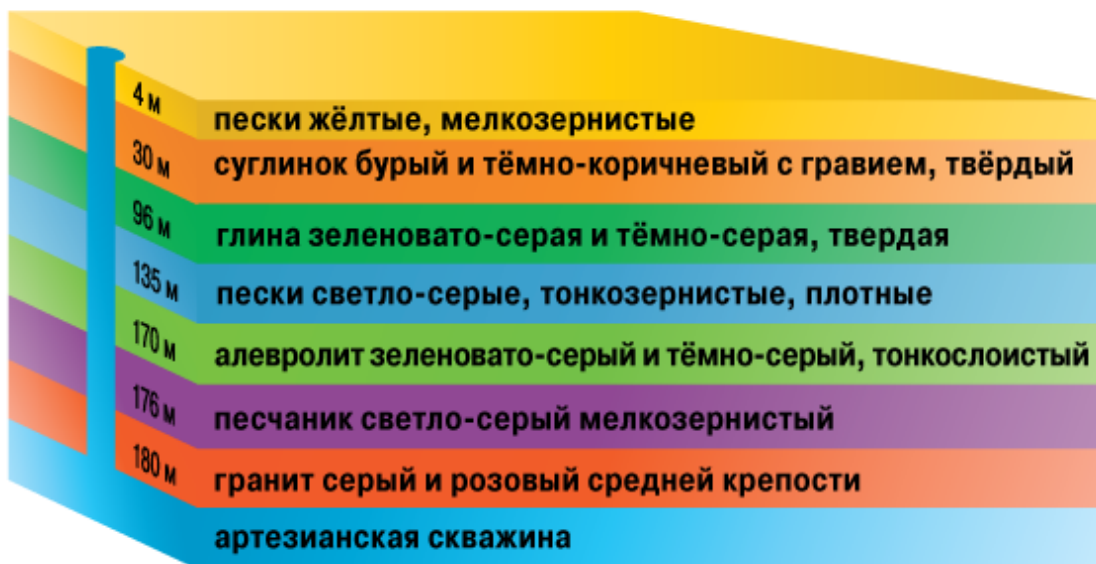 4 м
пески жёлтые, мелкозернистые
30 м
суглинок бурый и тёмно-коричневый с гравием, твёрдый
96 м
глина зеленовато-серая и тёмно-серая, твердая
135 м
пески светло-серые, тонкозернистые, плотные
170 м
алевролит зеленовато-серый и тёмно-серый, тонкослоистый
176 м
песчаник светло-серый мелкозернистый
180 м
гранит серый и розовый средней крепости
артезианская скважина